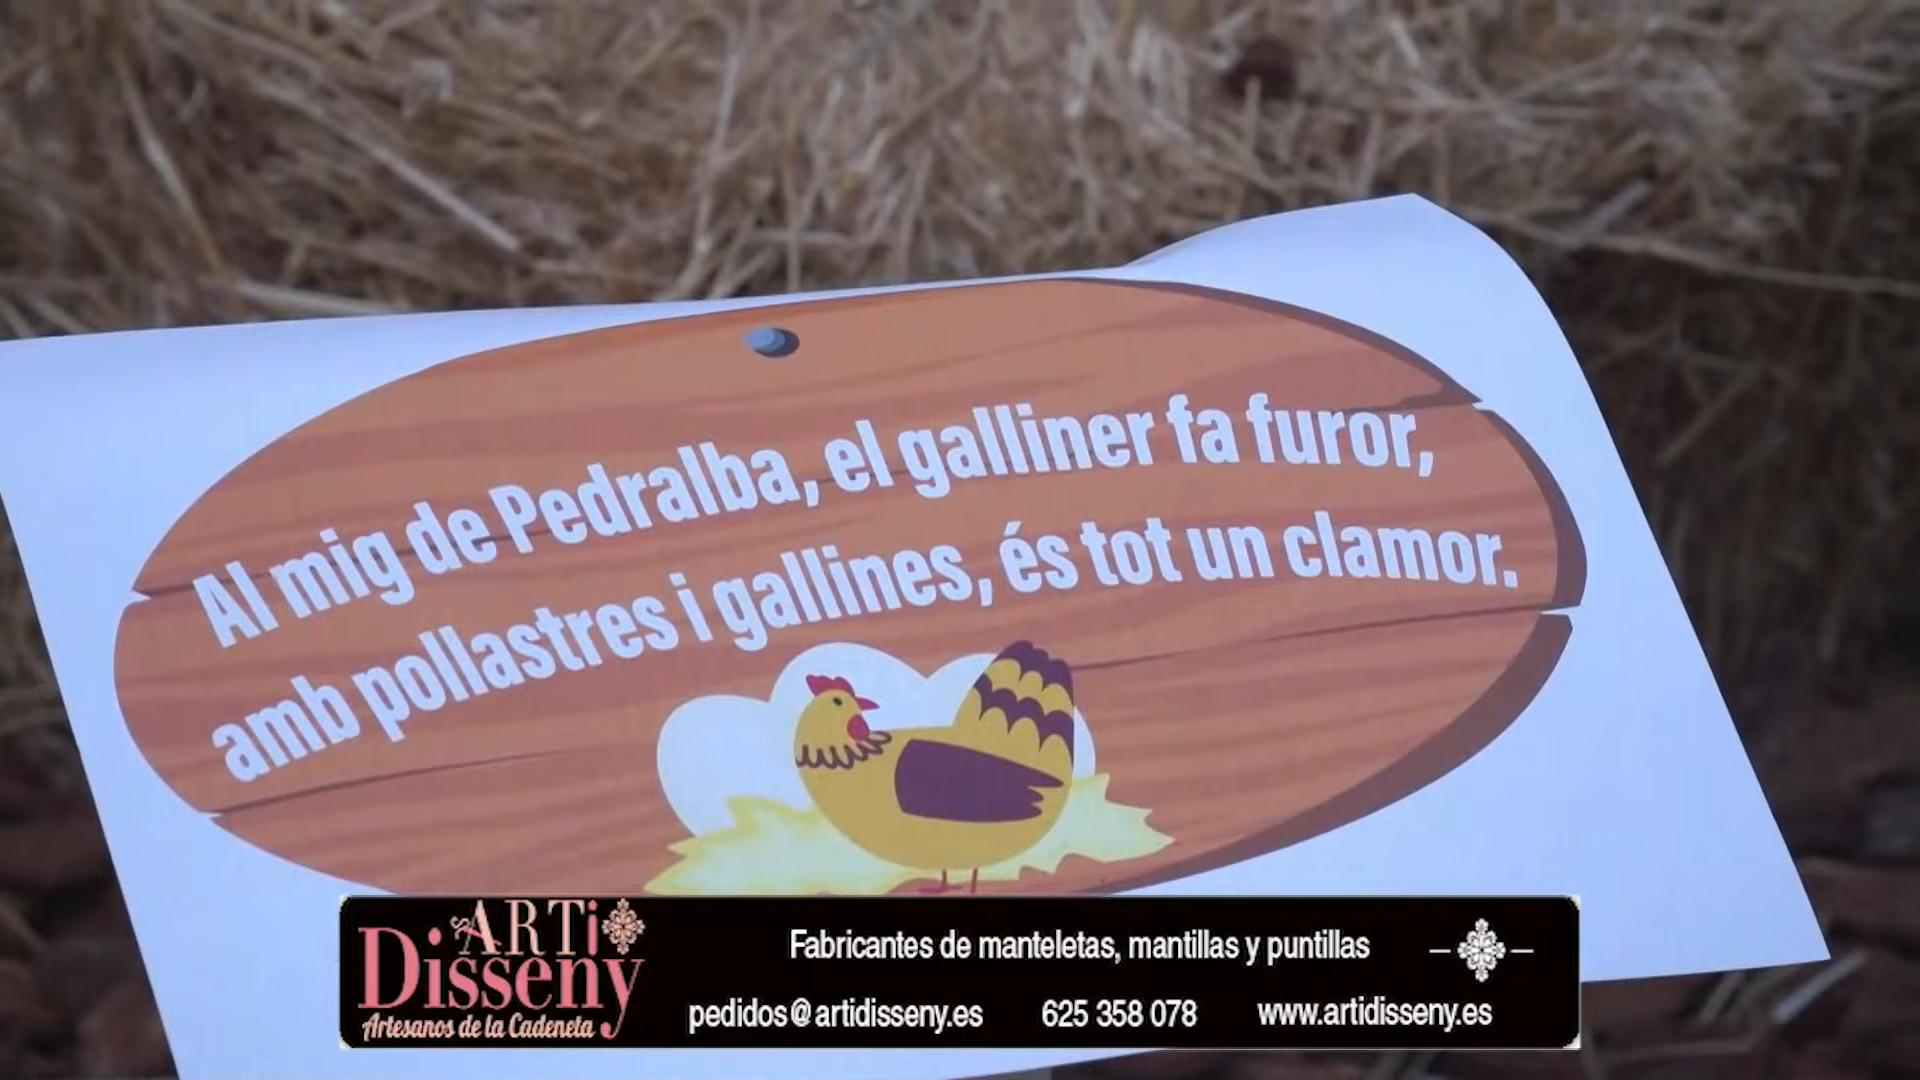 Al mig de Pedralba, el galliner fa furor,
amb pollastres i gallines, és tot un clamor.
ARTi
Disseny
Artesanos de la Cadeneta
Fabricantes de manteletas, mantillas y puntillas
pedidos@artidisseny.es 625 358 078 www.artidisseny.es